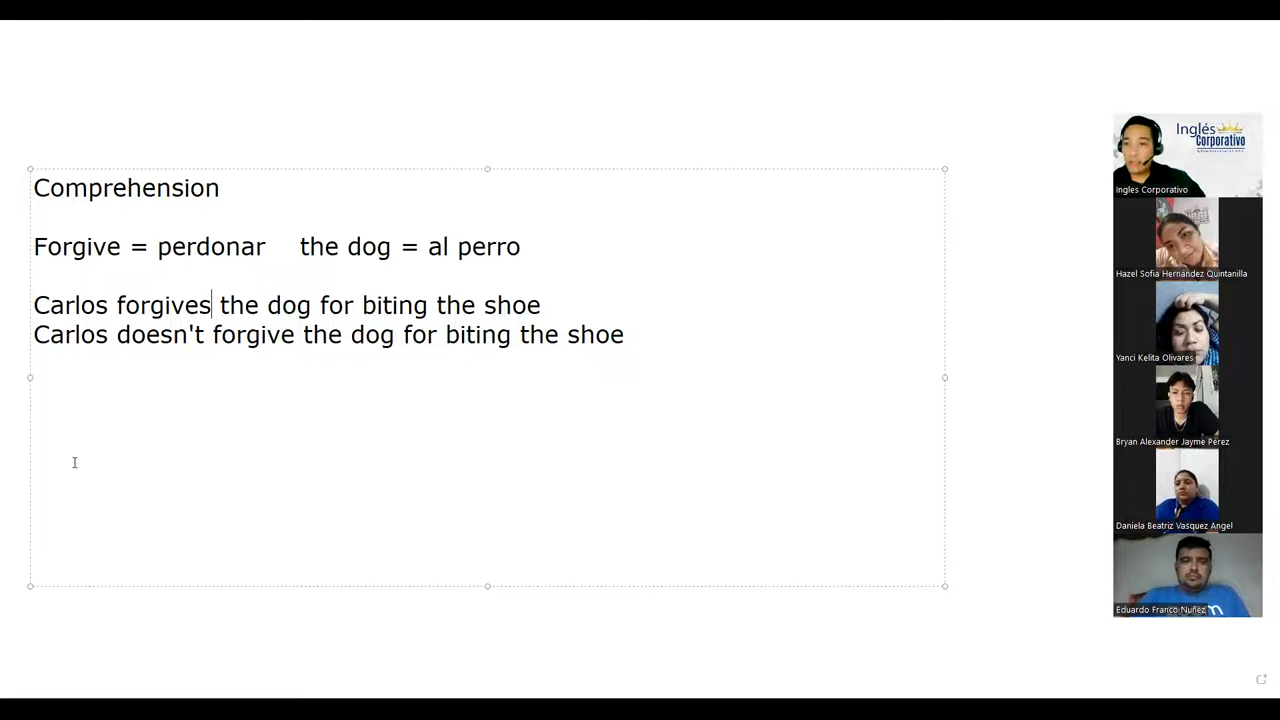 Comprehension
Forgive = perdonar the dog = al perro
Carlos forgives the dog for biting the shoe
Carlos doesn't forgive the dog for biting the shoe
Inglés
Corporativo
Ingles Corporativo
Hazel Sofia Hernández Quintanilla
Yanci Kelita Olivares
Bryan Alexander Jayme Pérez
Daniela Beatriz Vasquez Angel
Eduardo Franco Nuñez